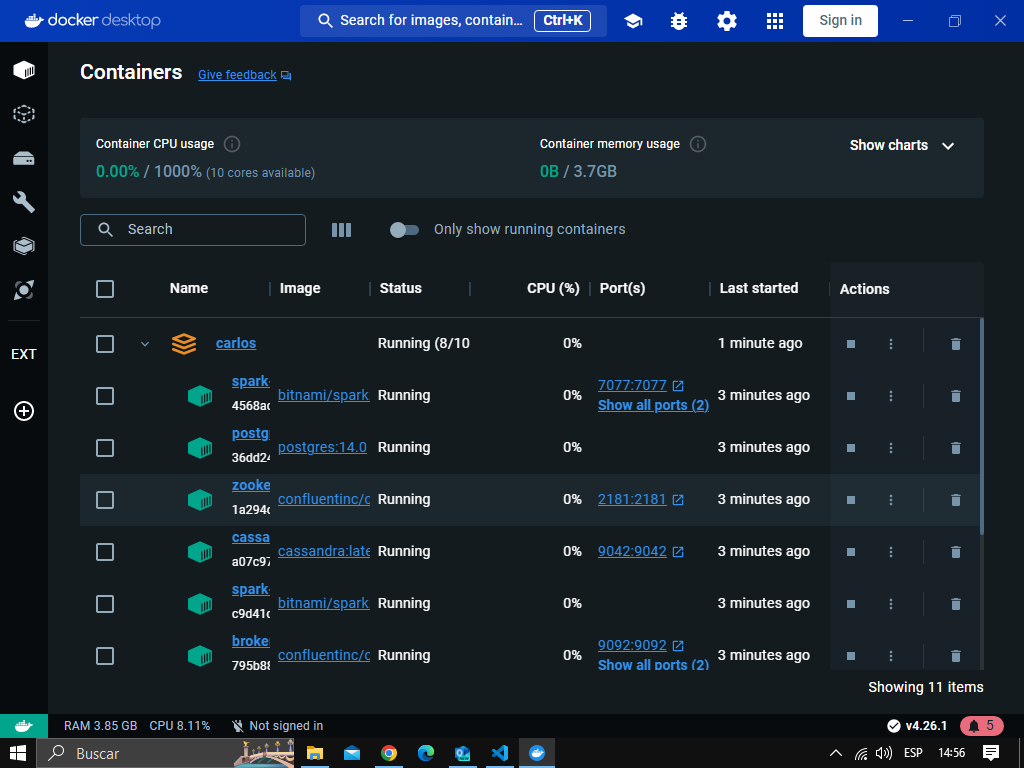 docker desktop
Search for images, contain... Ctrl+K
Sign in
Containers Give feedback
Container CPU usage
0.00% / 1000% (10 cores available)
Container memory usage
0B / 3.7GB
Show charts
Search
Only show running containers
Name Image Status CPU (%) Port(s) Last started Actions
carlos Running (8/10 0% 1 minute ago
spark-
4568ac
bitnami/spark Running 0% 7077:7077
Show all ports (2)
3 minutes ago
postg
36dd24
postgres:14.0 Running 0% 3 minutes ago
zooke
1a294c
confluentinc/c Running 0% 2181:2181 3 minutes ago
cassa
a07c97
cassandra:late Running 0% 9042:9042 3 minutes ago
spark-
c9d41c
bitnami/spark Running 0% 3 minutes ago
broke
795b88
confluentinc/c Running 0% 9092:9092
Show all ports (2)
3 minutes ago
EXT
Showing 11 items
RAM 3.85 GB CPU 8.11% Not signed in
v4.26.1 5
Buscar
ESP 14:56